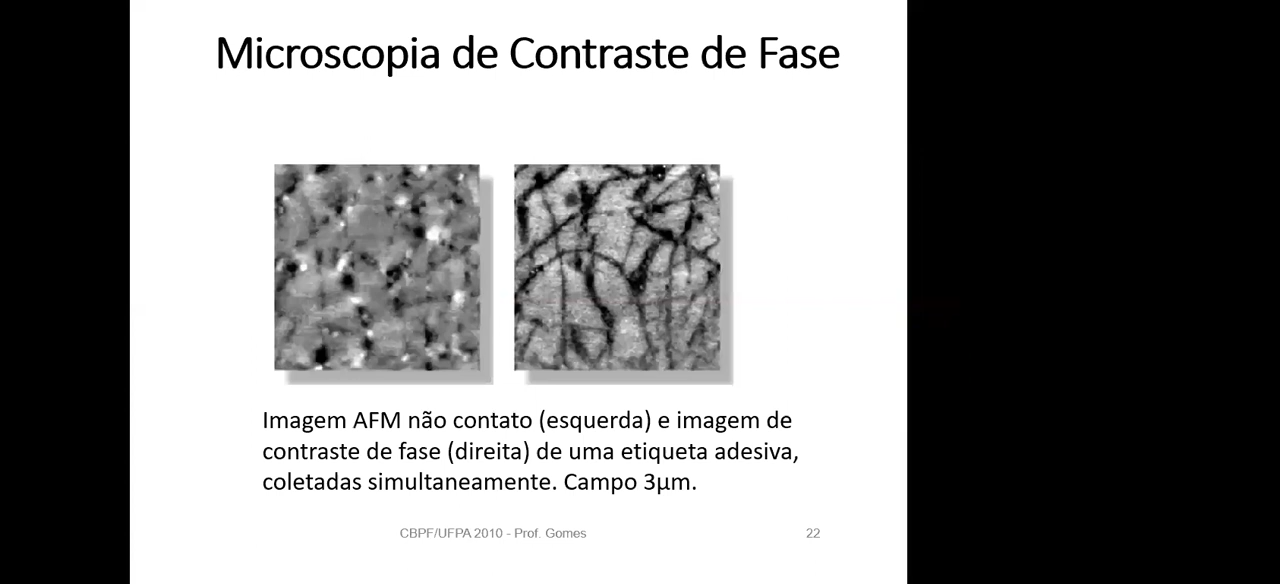 Microscopia de Contraste de Fase
Imagem AFM não contato (esquerda) e imagem de
contraste de fase (direita) de uma etiqueta adesiva,
coletadas simultaneamente. Campo 3µm.
CBPF/UFPA 2010 - Prof. Gomes
22